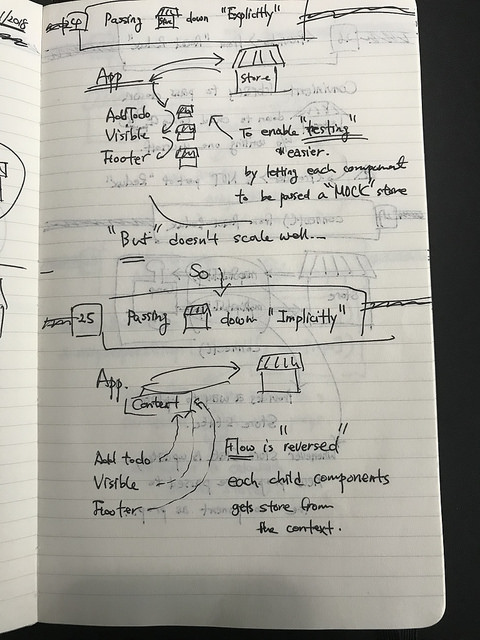 24 Passing Store down "Explicitly"
App
Store
Add Todo
Visible
Footer
To enable "testing"
easier.
by letting each component
to be passed a "MOCK" store
"But" doesn't scale well...
So
25 Passing down "Implicitly"
App.
Context
"Flow is reversed"
Add todo
Visible
Footer
each child components
gets store from
the context.